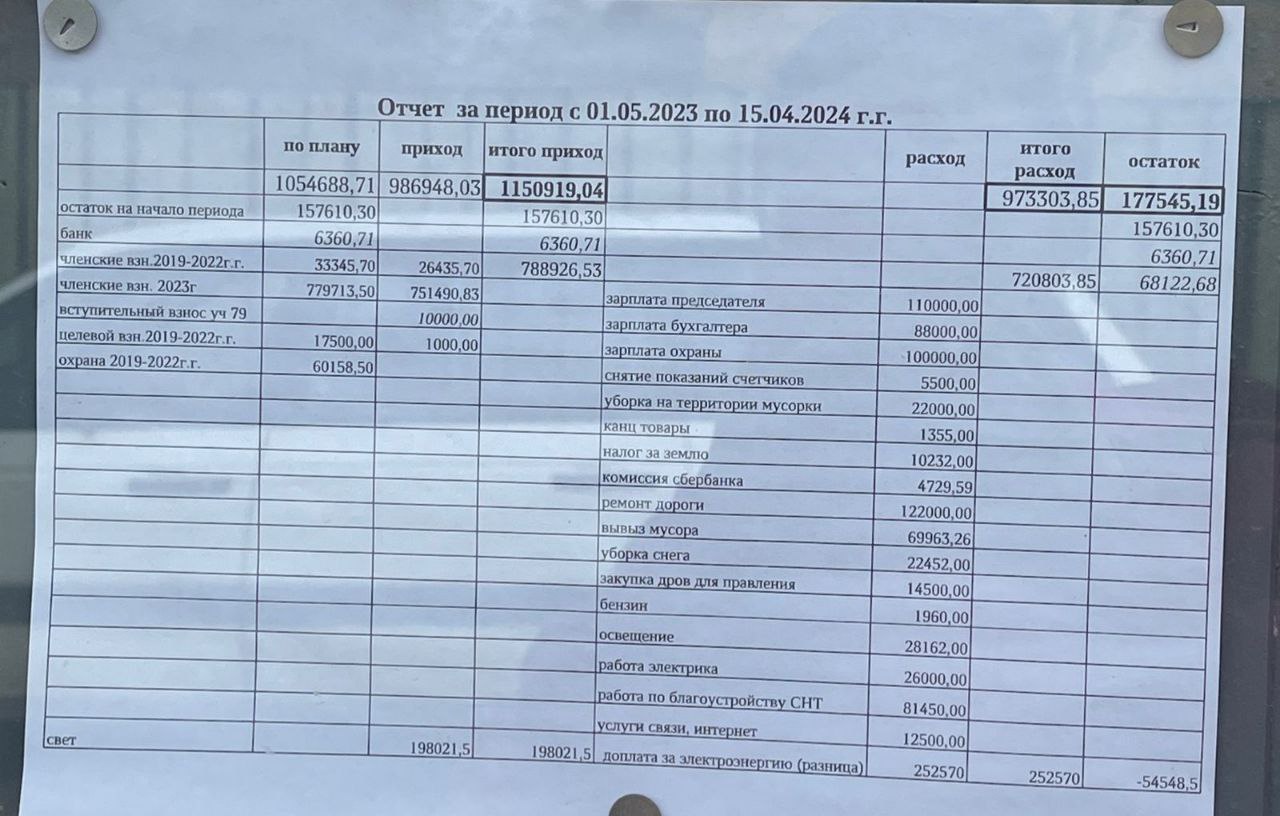 Отчет за период с 01.05.2023 по 15.04.2024 г.г.
по плану приход итого приход расход итого расход остаток
1054688,71 986948,03 1150919,04 973303,85 177545,19
остаток на начало периода 157610,30 157610,30 157610,30
банк 6360,71 6360,71 6360,71
членские взн.2019-2022г.г. 33345,70 26435,70 788926,53 720803,85 68122,68
членские взн. 2023г 779713,50 751490,83 зарплата председателя 110000,00
вступительный взнос уч 79 10000,00 зарплата бухгалтера 88000,00
целевой взн.2019-2022г.г. 17500,00 1000,00 зарплата охраны 100000,00
охрана 2019-2022г.г. 60158,50 снятие показаний счетчиков 5500,00
уборка на территории мусорки 22000,00
канц товары 1355,00
налог за землю 10232,00
комиссия сбербанка 4729,59
ремонт дороги 122000,00
вывыз мусора 69963,26
уборка снега 22452,00
закупка дров для правления 14500,00
бензин 1960,00
освещение 28162,00
работа электрика 26000,00
работа по благоустройству СНТ 81450,00
услуги связи, интернет 12500,00
свет 198021,5 198021,5 доплата за электроэнергию (разница) 252570 252570 -54548,5